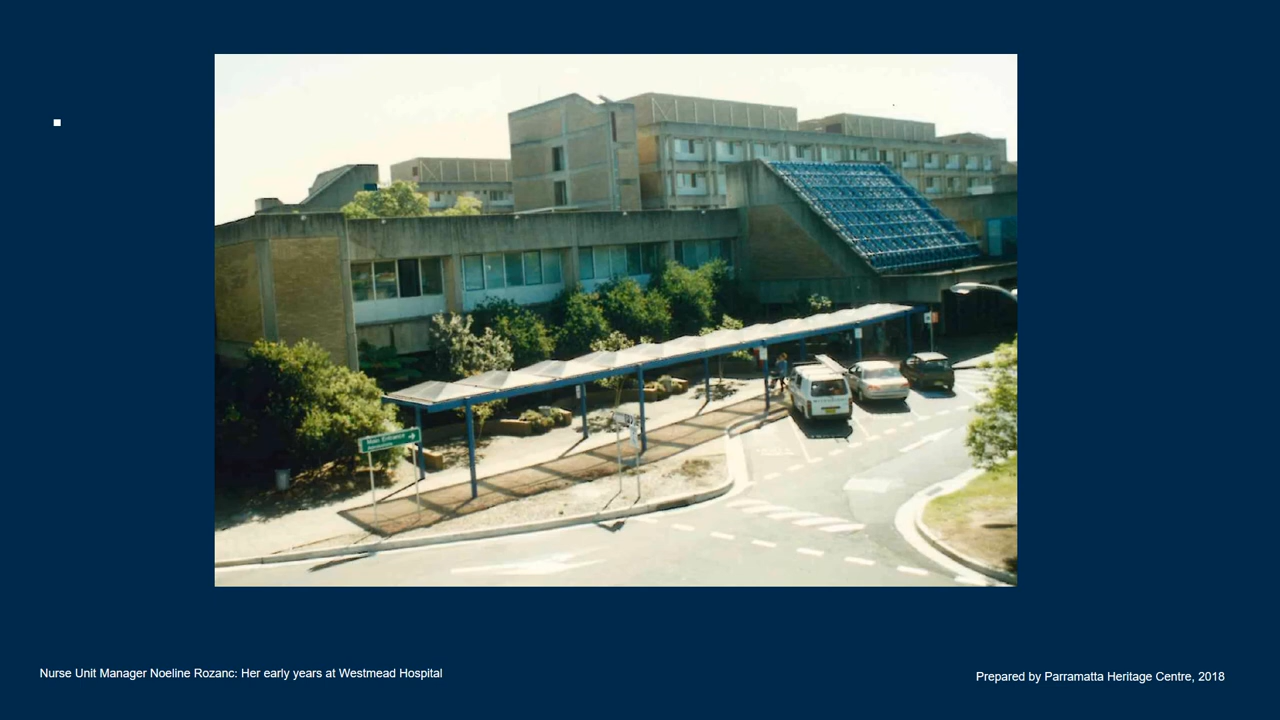 Main Entrance
Nurse Unit Manager Noeline Rozanc: Her early years at Westmead Hospital
Prepared by Parramatta Heritage Centre, 2018